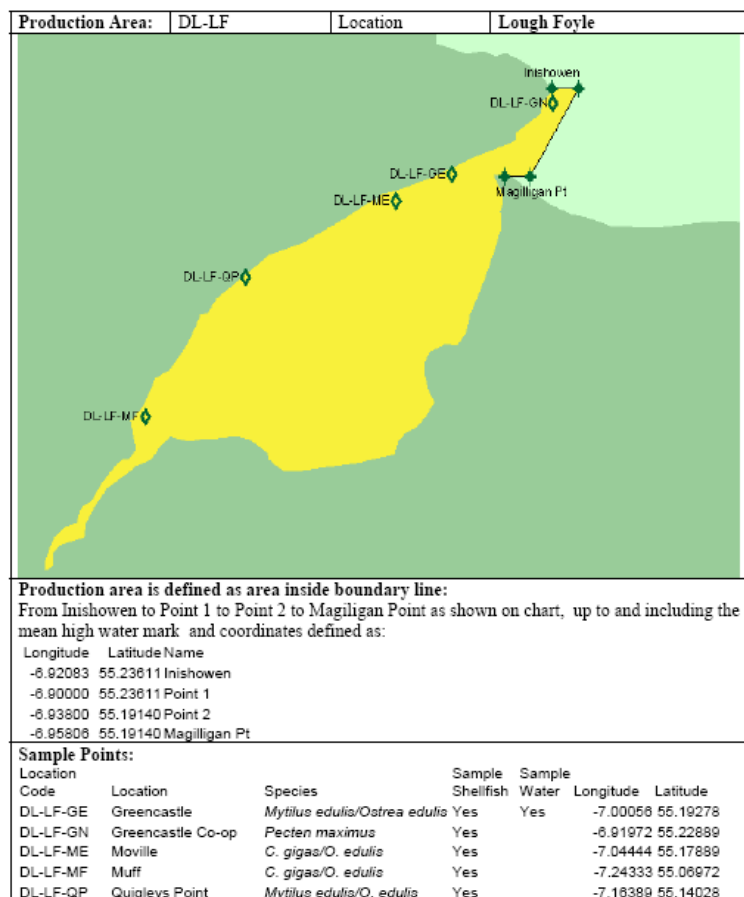 Production Area: DL-LF Location Lough Foyle
Inishowen
DL-LF-GN
DL-LF-GE
Magilligan Pt
DL-LF-ME
DL-LF-QP
DL-LF-MF
Production area is defined as area inside boundary line:
From Inishowen to Point 1 to Point 2 to Magiligan Point as shown on chart, up to and including the
mean high water mark and coordinates defined as:
Longitude Latitude Name
-6.92083 55.23611 Inishowen
-6.90000 55.23611 Point 1
-6.93800 55.19140 Point 2
-6.95806 55.19140 Magilligan Pt
Sample Points:
Location Sample Sample
Code Location Species Shellfish Water Longitude Latitude
DL-LF-GE Greencastle Mytilus edulis/Ostrea edulis Yes Yes -7.00056 55.19278
DL-LF-GN Greencastle Co-op Pecten maximus Yes -6.91972 55.22889
DL-LF-ME Moville C. gigas/O. edulis Yes -7.04444 55.17889
DL-LF-MF Muff C. gigas/O. edulis Yes -7.24333 55.06972
DL-LF-QP Quigleys Point Mytilus edulis/O. edulis Yes -7.16389 55.14028